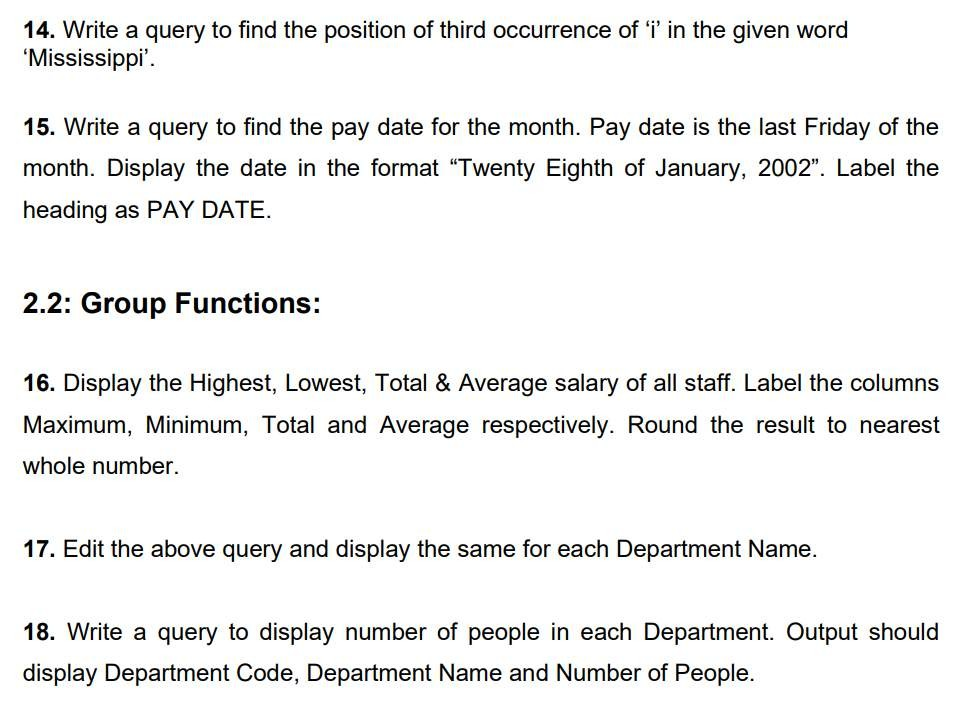 14. Write a query to find the position of third occurrence of ‘i’ in the given word
‘Mississippi’.
15. Write a query to find the pay date for the month. Pay date is the last Friday of the
month. Display the date in the format “Twenty Eighth of January, 2002”. Label the
heading as PAY DATE.
2.2: Group Functions:
16. Display the Highest, Lowest, Total & Average salary of all staff. Label the columns
Maximum, Minimum, Total and Average respectively. Round the result to nearest
whole number.
17. Edit the above query and display the same for each Department Name.
18. Write a query to display number of people in each Department. Output should
display Department Code, Department Name and Number of People.